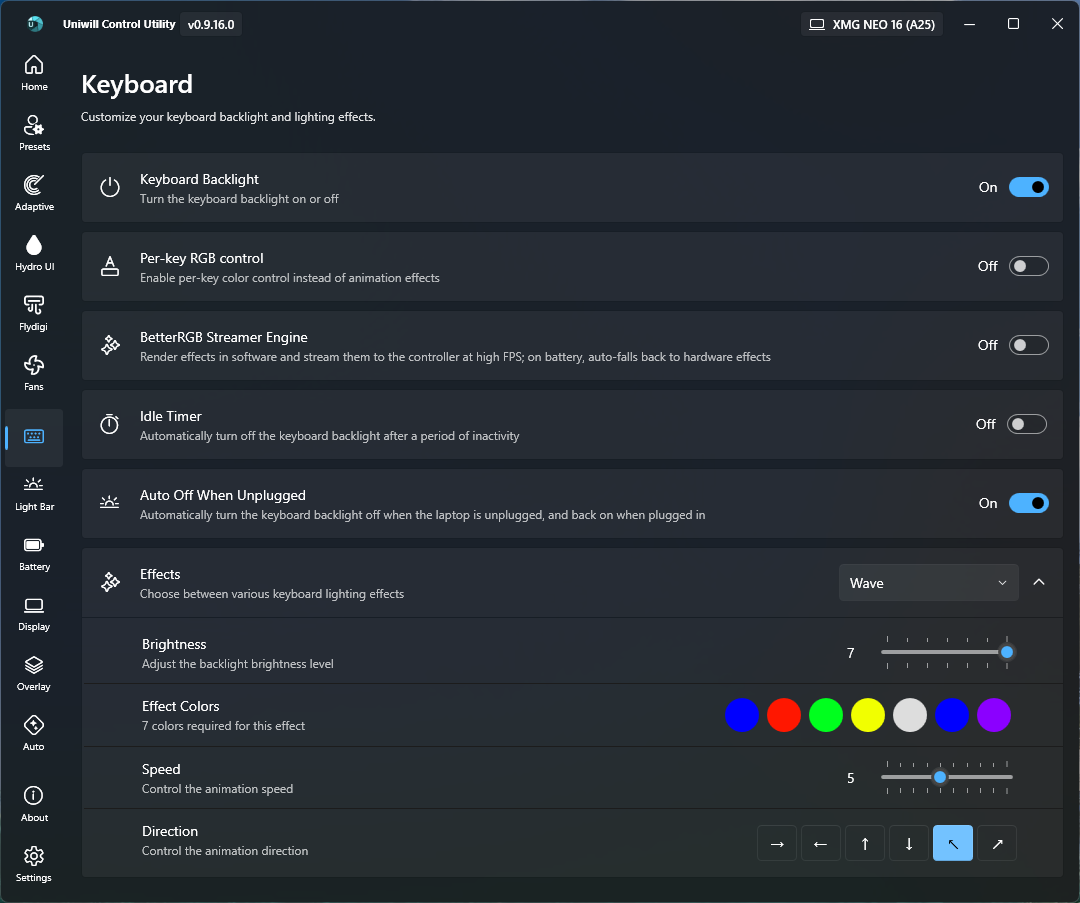 Uniwill Control Utility v0.9.16.0
XMG NEO 16 (A25)
Home
Presets
Adaptive
Hydro UI
Flydigi
Fans
Light Bar
Battery
Display
Overlay
Auto
About
Settings
Keyboard
Customize your keyboard backlight and lighting effects.
Keyboard Backlight
Turn the keyboard backlight on or off
On
Per-key RGB control
Enable per-key color control instead of animation effects
Off
BetterRGB Streamer Engine
Render effects in software and stream them to the controller at high FPS; on battery, auto-falls back to hardware effects
Off
Idle Timer
Automatically turn off the keyboard backlight after a period of inactivity
Off
Auto Off When Unplugged
Automatically turn the keyboard backlight off when the laptop is unplugged, and back on when plugged in
On
Effects
Choose between various keyboard lighting effects
Wave
Brightness
Adjust the backlight brightness level
7
Effect Colors
7 colors required for this effect
Speed
Control the animation speed
5
Direction
Control the animation direction
→ ← ↑ ↓ ↖ ↗